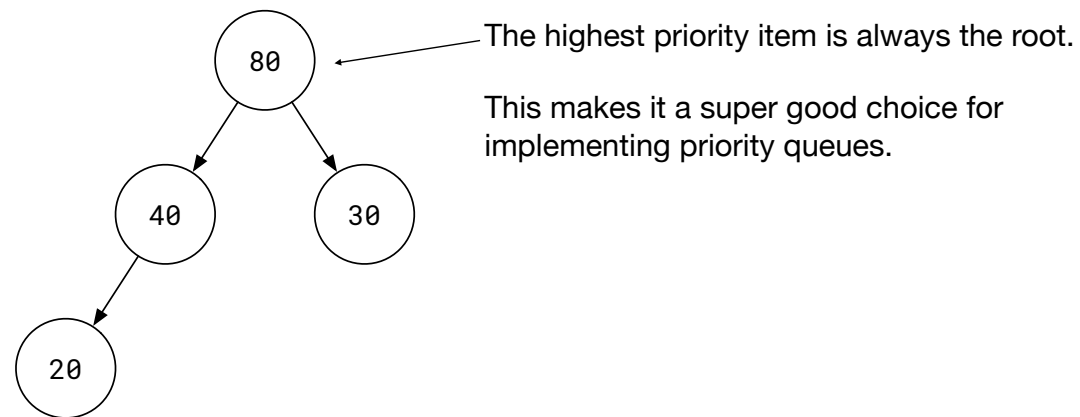 80
The highest priority item is always the root.
This makes it a super good choice for
implementing priority queues.
40
30
20